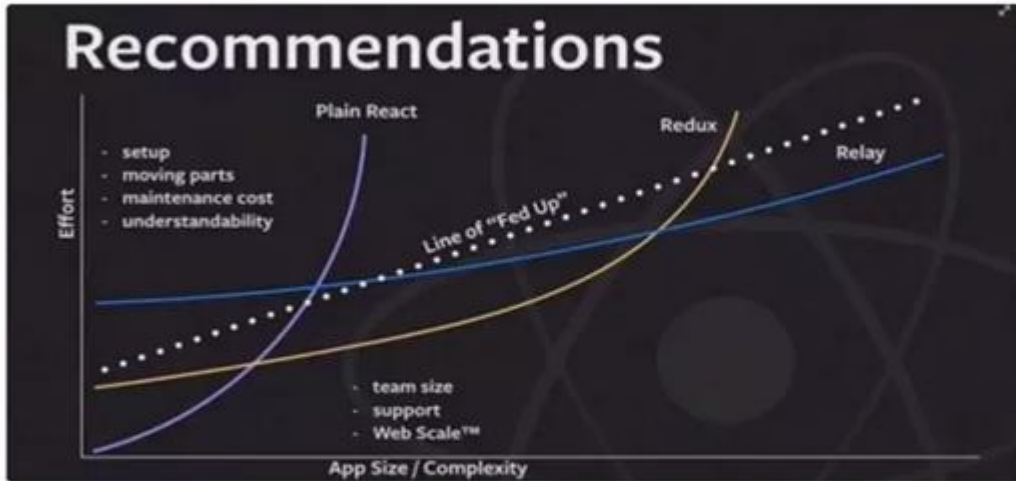 Recommendations
Plain React
Redux
Relay
- setup
- moving parts
- maintenance cost
- understandability
Effort
Line of "Fed Up"
- team size
- support
- Web Scale™
App Size / Complexity